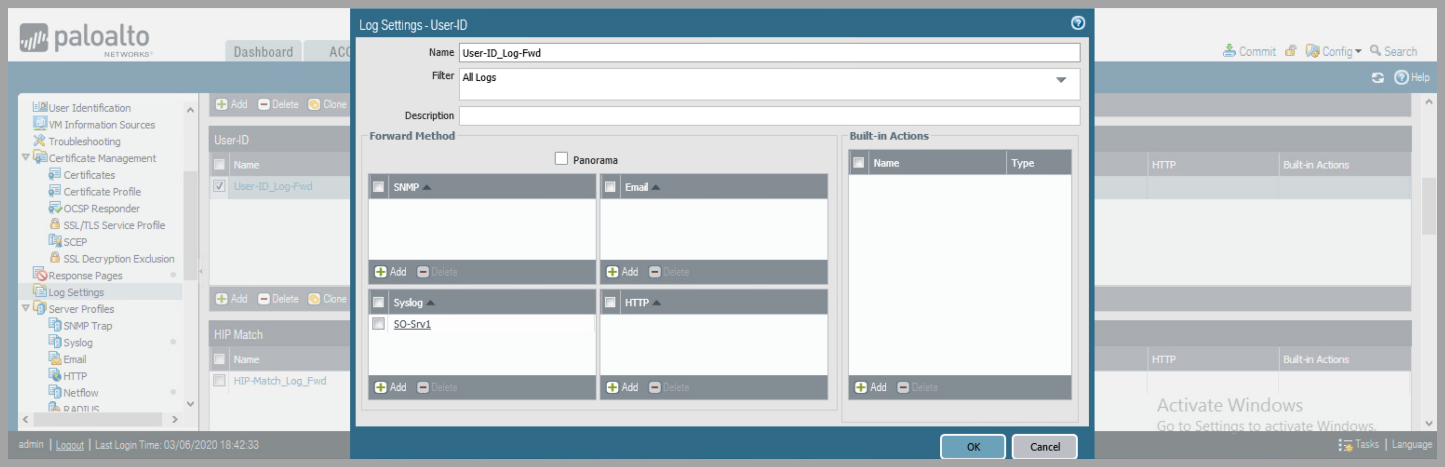 paloalto
NETWORKS
Dashboard
ACC
Commit
Config
Search
Help
User Identification
VM Information Sources
Troubleshooting
Certificate Management
Certificates
Certificate Profile
OCSP Responder
SSL/TLS Service Profile
SCEP
SSL Decryption Exclusion
Response Pages
Log Settings
Server Profiles
SNMP Trap
Syslog
Email
HTTP
Netflow
RADIUS
Add Delete Clone
User-ID
Name
User-ID_Log-Fwd
Add Delete Clone
HIP Match
Name
HIP-Match_Log_Fwd
Log Settings - User-ID
Name User-ID_Log-Fwd
Filter All Logs
Description
Forward Method
Panorama
SNMP
Add Delete
Email
Add Delete
Syslog
SO-Srv1
Add Delete
HTTP
Add Delete
Built-in Actions
Name Type
Add Delete
OK Cancel
HTTP Built-in Actions
HTTP Built-in Actions
Activate Windows
Go to Settings to activate Windows.
admin | Logout | Last Login Time: 03/06/2020 18:42:33
Tasks | Language